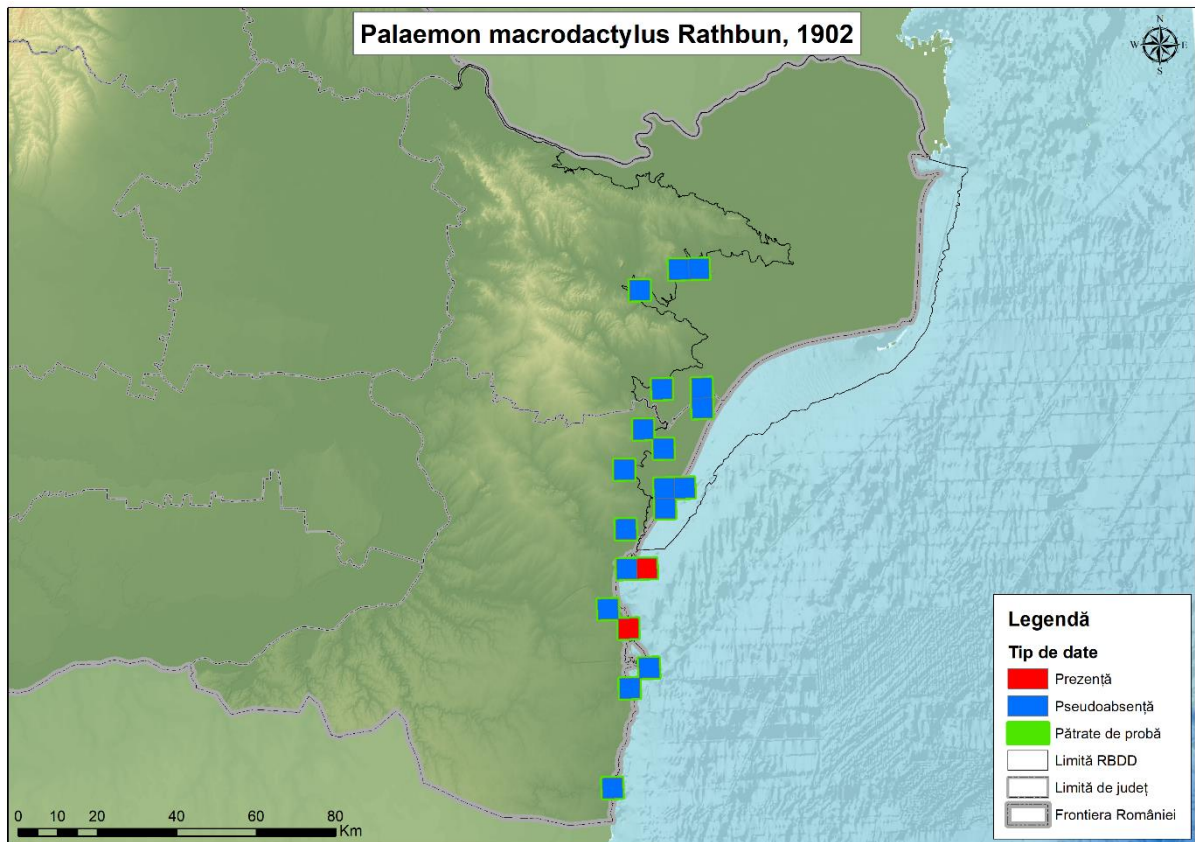 Palaemon macrodactylus Rathbun, 1902
N
W E
S
Legendă
Tip de date
Prezență
Pseudoabsență
Pătrate de probă
Limită RBDD
Limită de județ
Frontiera României
0 10 20 40 60 80
Km